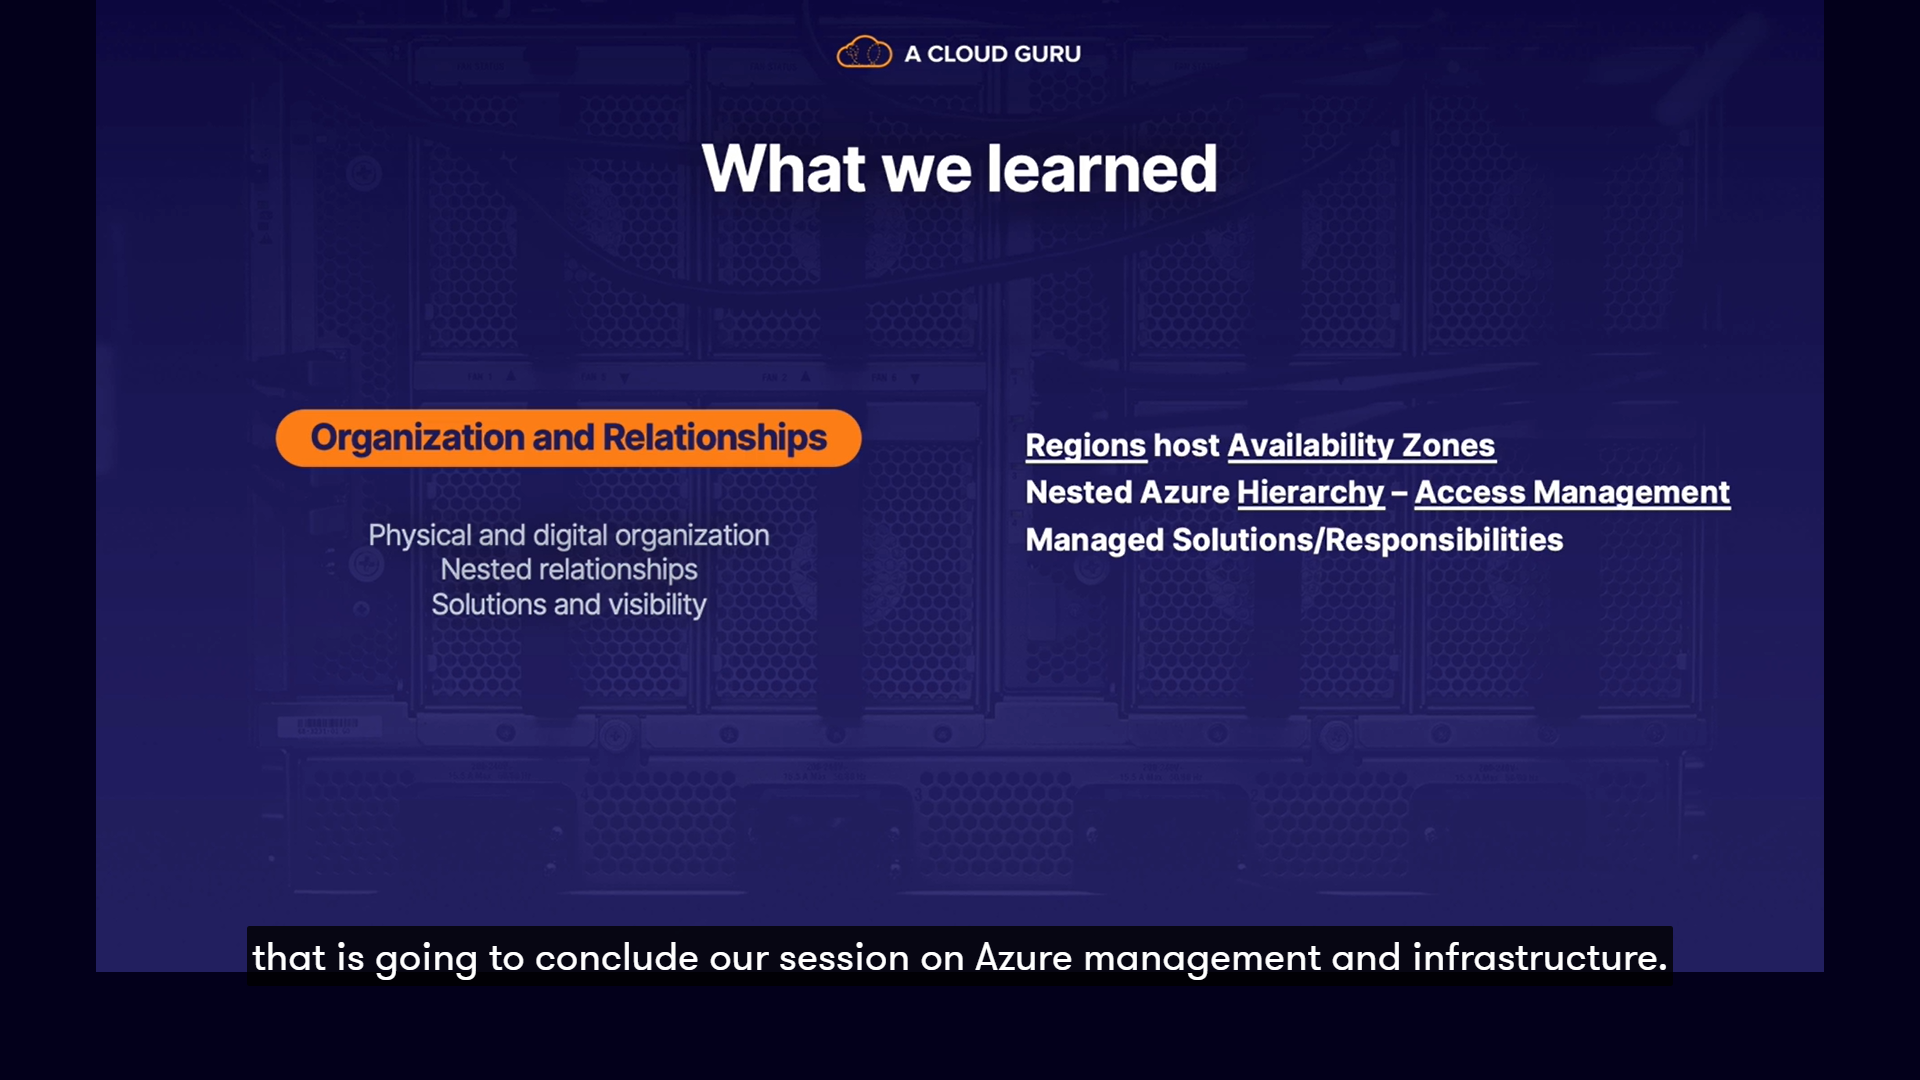 A CLOUD GURU
What we learned
Organization and Relationships
Physical and digital organization
Nested relationships
Solutions and visibility
Regions host Availability Zones
Nested Azure Hierarchy – Access Management
Managed Solutions/Responsibilities
that is going to conclude our session on Azure management and infrastructure.